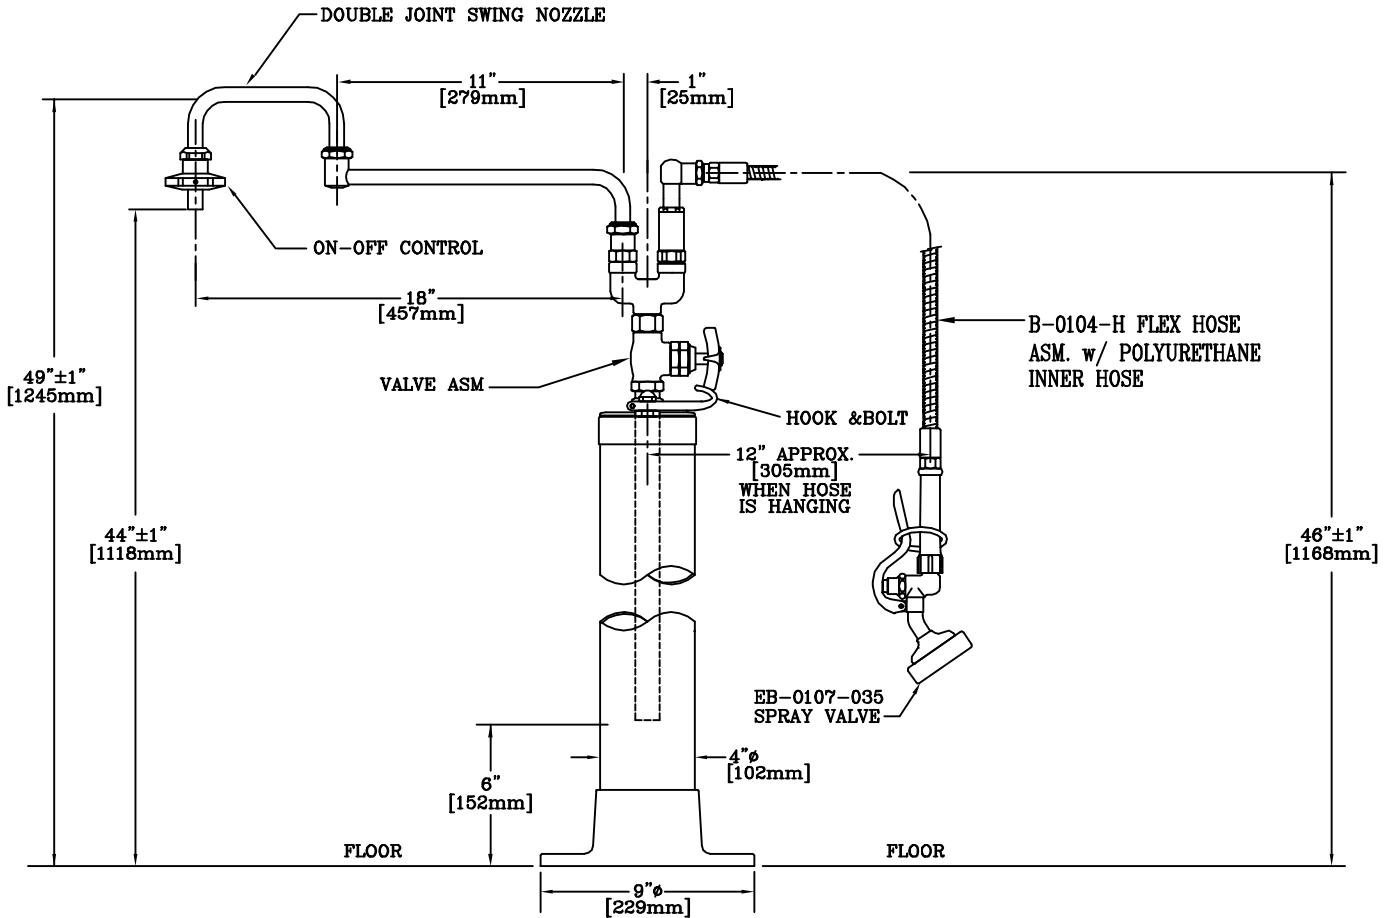 DOUBLE JOINT SWING NOZZLE
11"
[279mm]
1"
[25mm]
ON-OFF CONTROL
18"
[457mm]
B-0104-H FLEX HOSE
ASM. w/ POLYURETHANE
INNER HOSE
49"±1"
[1245mm]
VALVE ASM
HOOK &BOLT
12" APPROX.
[305mm]
WHEN HOSE
IS HANGING
44"±1"
[1118mm]
46"±1"
[1168mm]
EB-0107-035
SPRAY VALVE
4"ø
[102mm]
6"
[152mm]
FLOOR
FLOOR
9"ø
[229mm]